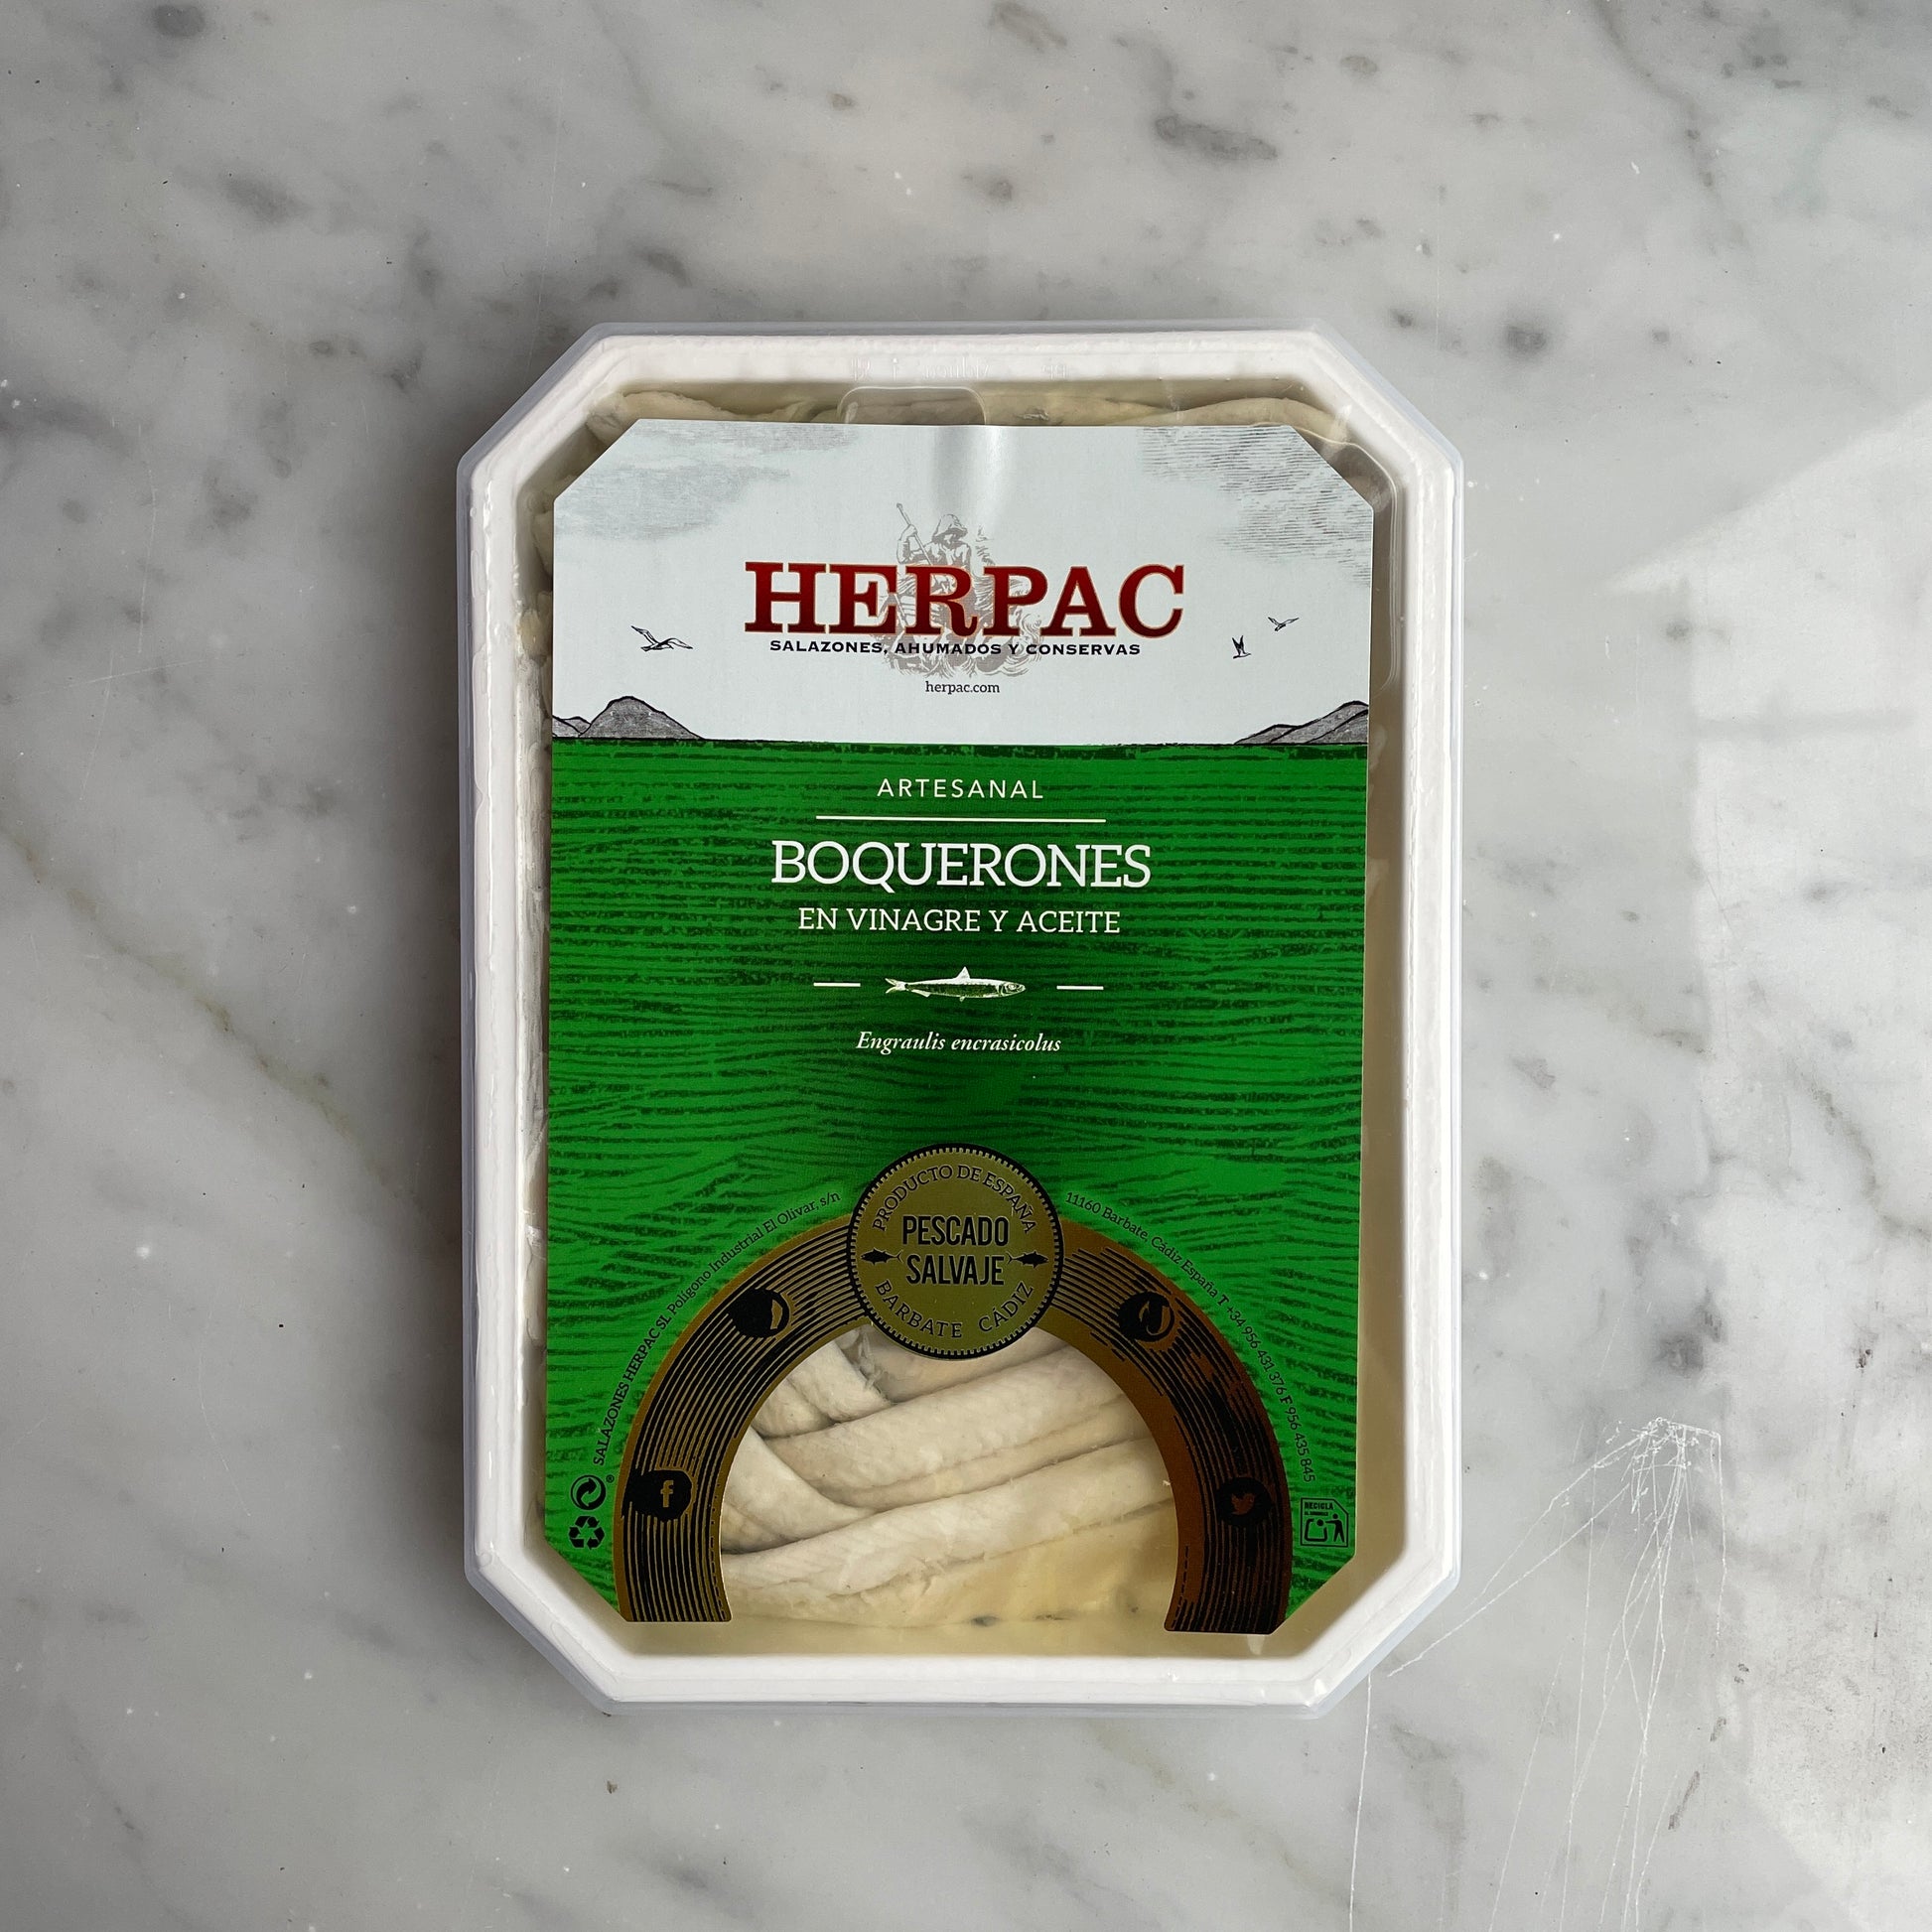 HERPAC
SALAZONES, AHUMADOS Y CONSERVAS
herpac.com
ARTESANAL
BOQUERONES
EN VINAGRE Y ACEITE
Engraulis encrasicolus
PRODUCTO DE ESPAÑA
PESCADO
SALVAJE
BARBATE CÁDIZ
SALAZONES HERPAC SL Polígono Industrial El Olivar, s/n
11160 Barbate, Cádiz España T +34 956 431 376 F 956 435 845
RECICLA